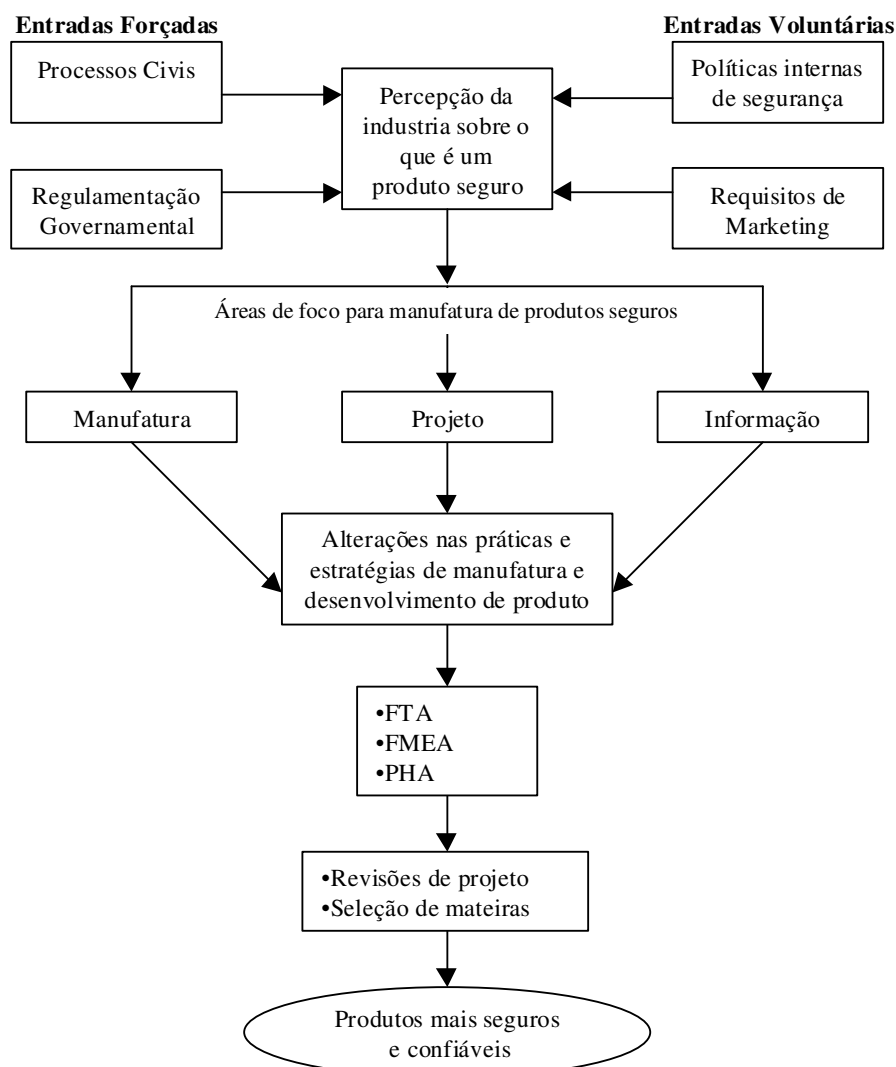 Entradas Forçadas
Entradas Voluntárias
Processos Civis
Percepção da
industria sobre o
que é um
produto seguro
Políticas internas
de segurança
Regulamentação
Governamental
Requisitos de
Marketing
Áreas de foco para manufatura de produtos seguros
Manufatura
Projeto
Informação
Alterações nas práticas e
estratégias de manufatura e
desenvolvimento de produto
•FTA
•FMEA
•PHA
•Revisões de projeto
•Seleção de mateiras
Produtos mais seguros
e confiáveis